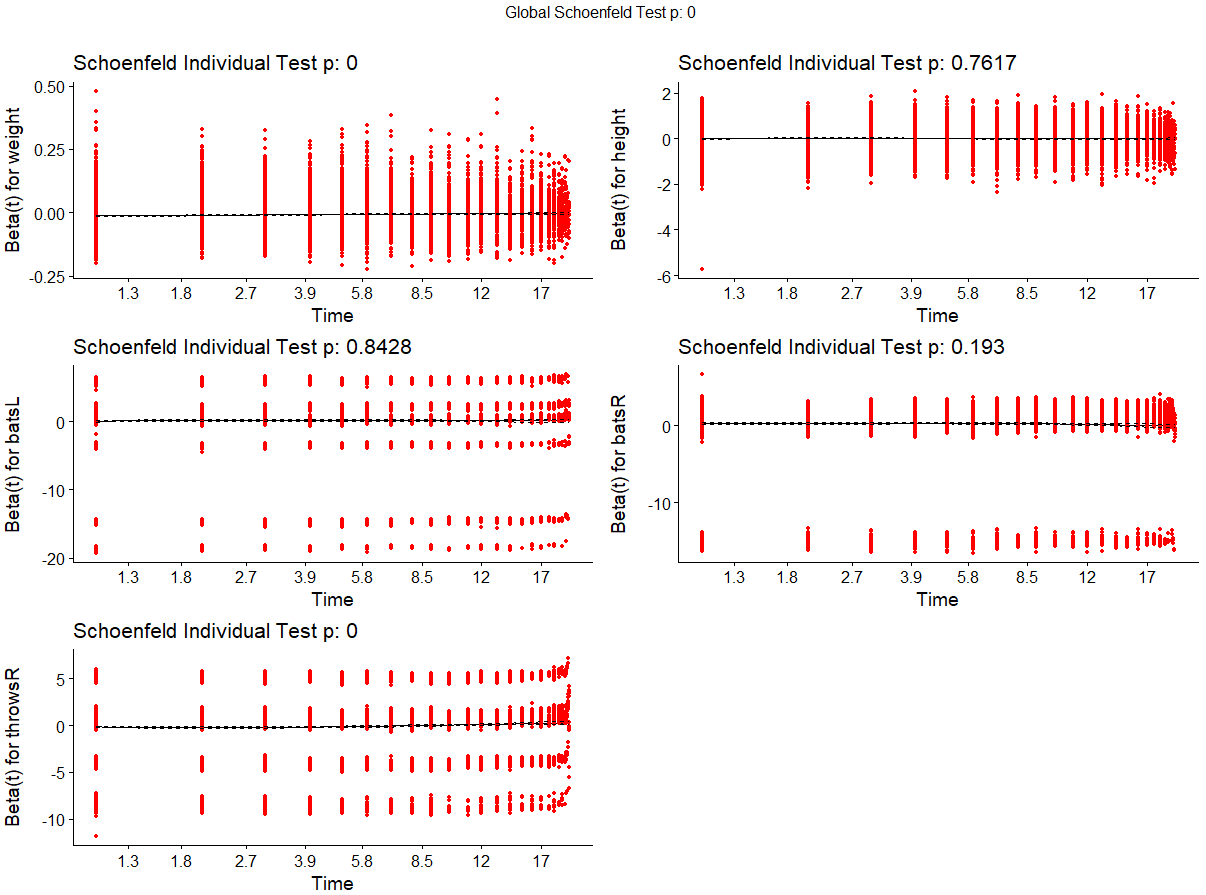 Global Schoenfeld Test p: 0
Schoenfeld Individual Test p: 0
Beta(t) for weight
0.50
0.25
0.00
-0.25
1.3 1.8 2.7 3.9 5.8 8.5 12 17
Time
Schoenfeld Individual Test p: 0.7617
Beta(t) for height
2
0
-2
-4
-6
1.3 1.8 2.7 3.9 5.8 8.5 12 17
Time
Schoenfeld Individual Test p: 0.8428
Beta(t) for batsL
0
-10
-20
1.3 1.8 2.7 3.9 5.8 8.5 12 17
Time
Schoenfeld Individual Test p: 0.193
Beta(t) for batsR
0
-10
1.3 1.8 2.7 3.9 5.8 8.5 12 17
Time
Schoenfeld Individual Test p: 0
Beta(t) for throwsR
5
0
-5
-10
1.3 1.8 2.7 3.9 5.8 8.5 12 17
Time